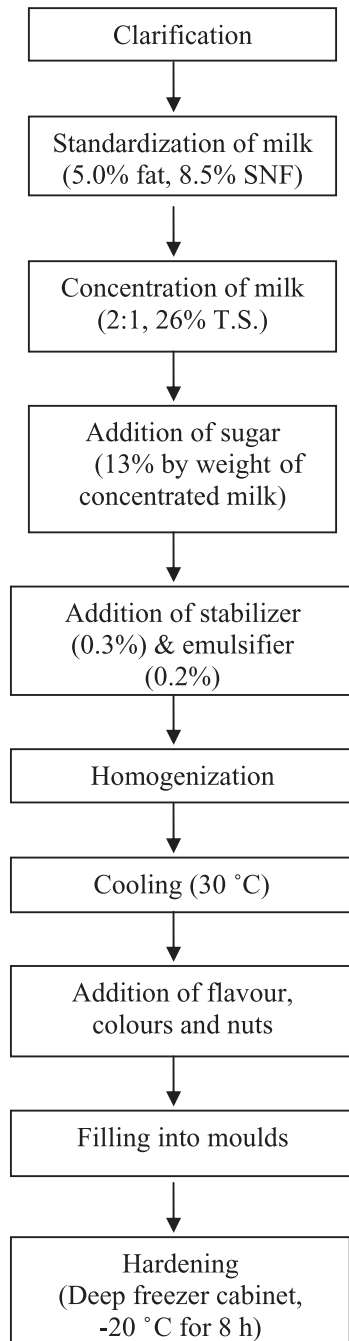 Clarification
Standardization of milk
(5.0% fat, 8.5% SNF)
Concentration of milk
(2:1, 26% T.S.)
Addition of sugar
(13% by weight of
concentrated milk)
Addition of stabilizer
(0.3%) & emulsifier
(0.2%)
Homogenization
Cooling (30 ˚C)
Addition of flavour,
colours and nuts
Filling into moulds
Hardening
(Deep freezer cabinet,
-20 ˚C for 8 h)